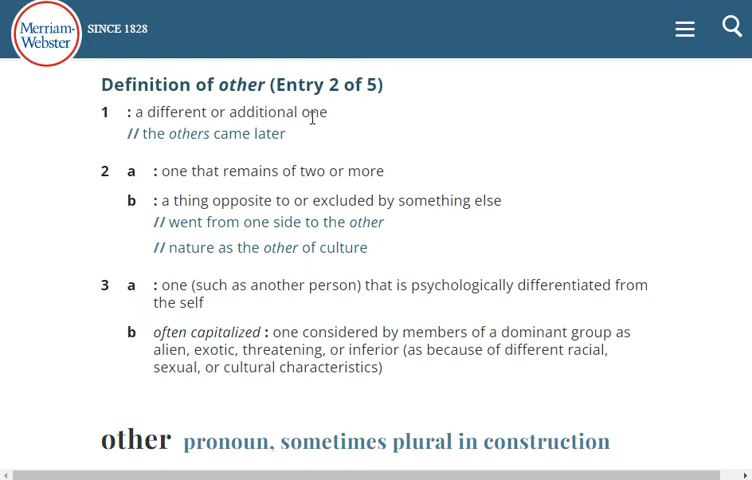 Merriam-
Webster
SINCE 1828
Definition of other (Entry 2 of 5)
1 : a different or additional one
// the others came later
2 a : one that remains of two or more
b : a thing opposite to or excluded by something else
// went from one side to the other
// nature as the other of culture
3 a : one (such as another person) that is psychologically differentiated from
the self
b often capitalized : one considered by members of a dominant group as
alien, exotic, threatening, or inferior (as because of different racial,
sexual, or cultural characteristics)
other pronoun, sometimes plural in construction